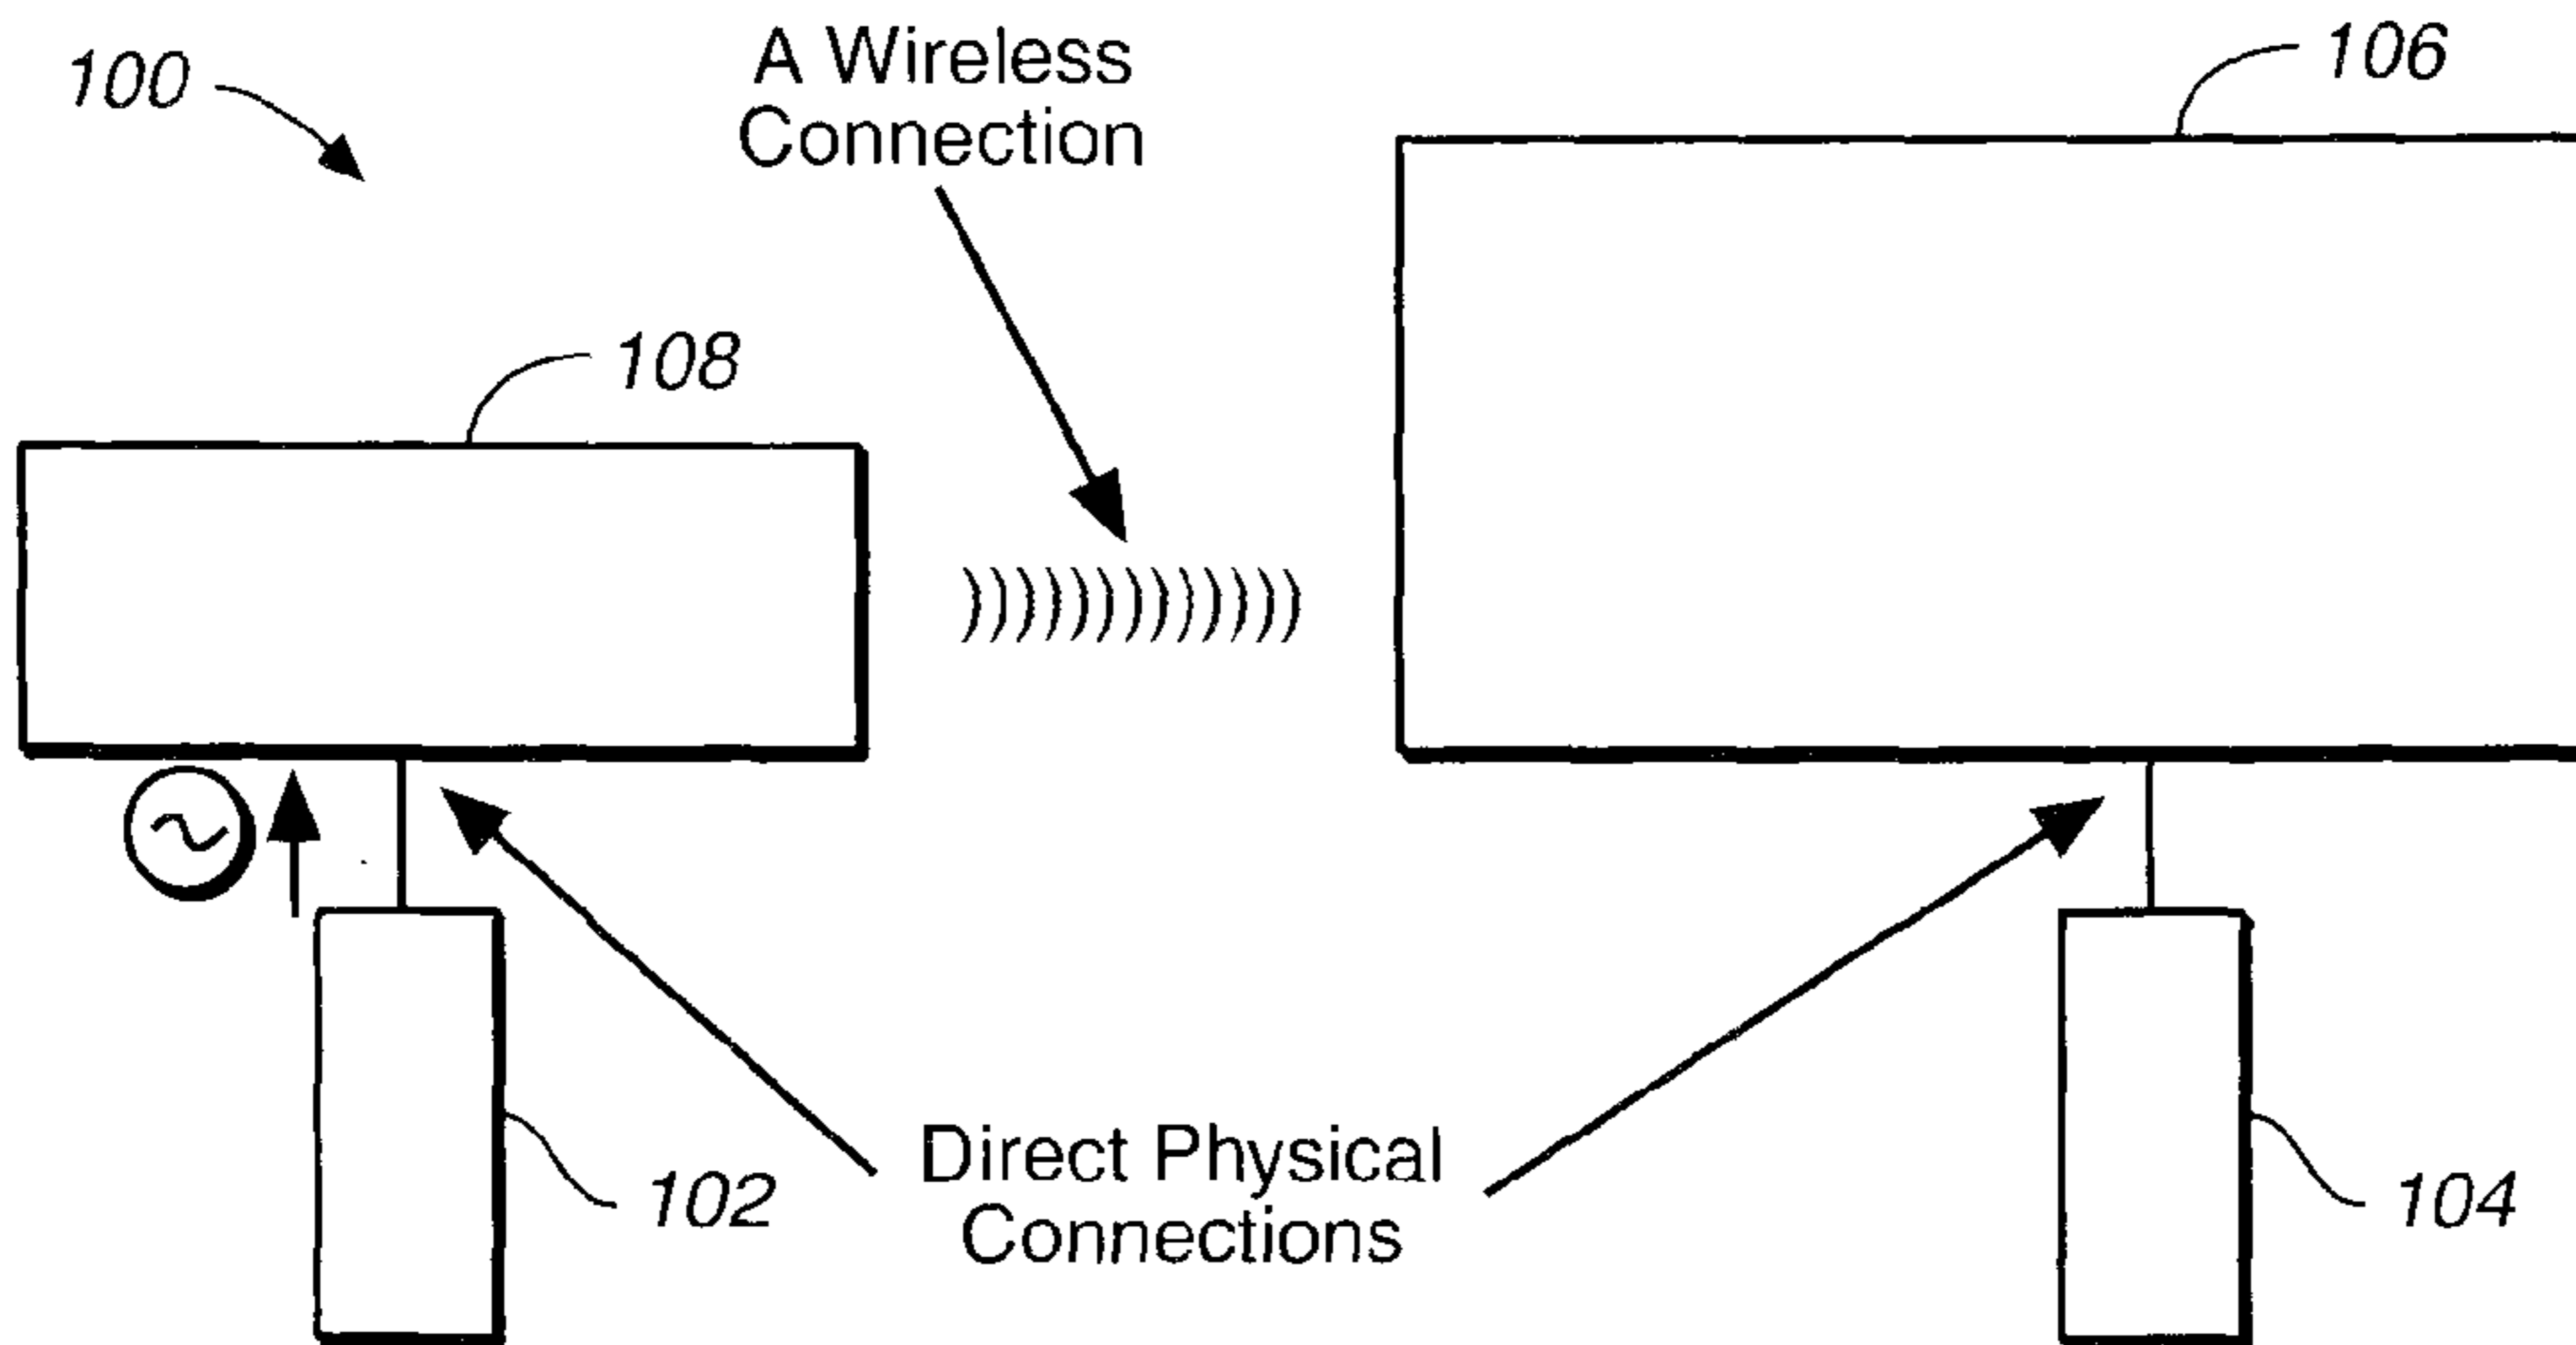 100
A Wireless
Connection
106
108
Direct Physical
Connections
102
104